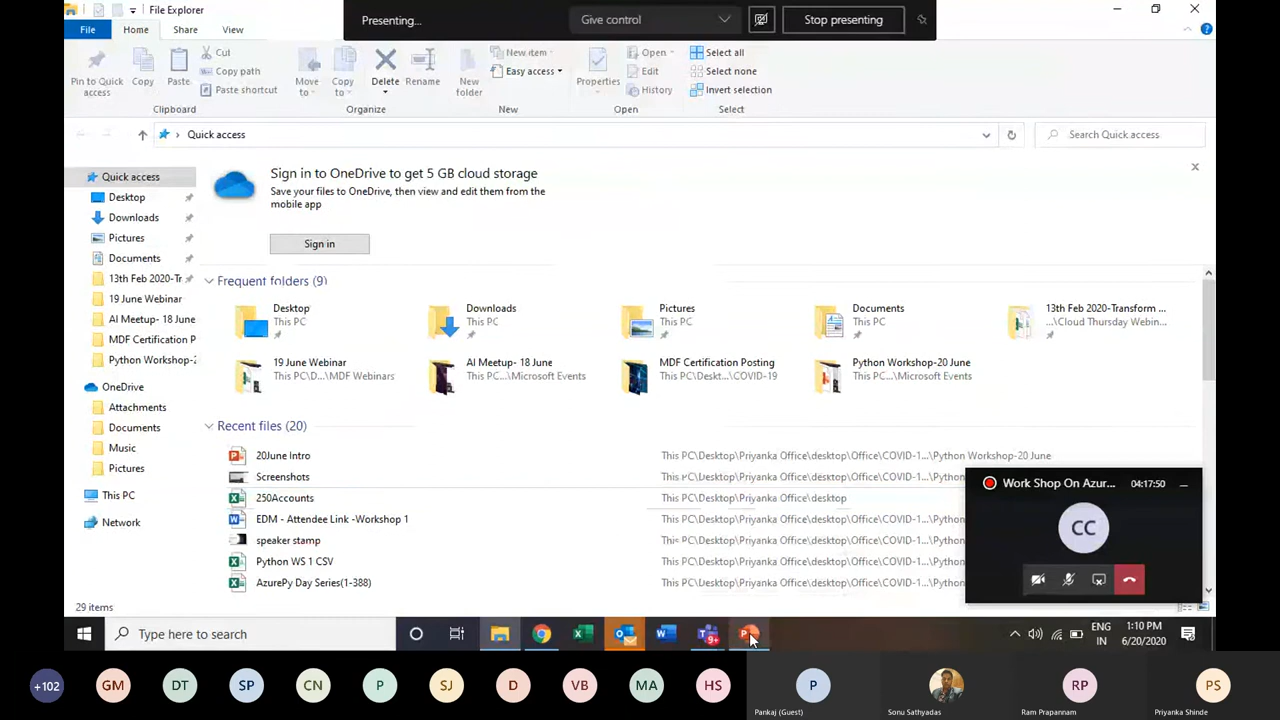 File Explorer
Presenting...
Give control
Stop presenting
File
Home
Share
View
Pin to Quick access
Copy
Paste
Cut
Copy path
Paste shortcut
Clipboard
Move to
Copy to
Delete
Rename
Organize
New folder
New item
Easy access
New
Properties
Open
Edit
History
Open
Select all
Select none
Invert selection
Select
Quick access
Search Quick access
Quick access
Desktop
Downloads
Pictures
Documents
13th Feb 2020-Tr
19 June Webinar
AI Meetup- 18 June
MDF Certification P
Python Workshop-2
OneDrive
Attachments
Documents
Music
Pictures
This PC
Network
Sign in to OneDrive to get 5 GB cloud storage
Save your files to OneDrive, then view and edit them from the
mobile app
Sign in
Frequent folders (9)
Desktop
This PC
Downloads
This PC
Pictures
This PC
Documents
This PC
13th Feb 2020-Transform ...
...\Cloud Thursday Webin...
19 June Webinar
This PC\D...\MDF Webinars
AI Meetup- 18 June
This PC...\Microsoft Events
MDF Certification Posting
This PC\Deskt...\COVID-19
Python Workshop-20 June
This PC...\Microsoft Events
Recent files (20)
20June Intro
This PC\Desktop\Priyanka Office\desktop\Office\COVID-1...\Python Workshop-20 June
Screenshots
This PC\Desktop\Priyanka Office\desktop\Office\COVID-1...\Python
250Accounts
This PC\Desktop\Priyanka Office\desktop
EDM - Attendee Link -Workshop 1
This PC\Desktop\Priyanka Office\desktop\Office\COVID-1...\Python
speaker stamp
This PC\Desktop\Priyanka Office\desktop\Office\COVID-1...\Python
Python WS 1 CSV
This PC\Desktop\Priyanka Office\desktop\Office\COVID-1...\Python
AzurePy Day Series(1-388)
This PC\Desktop\Priyanka Office\desktop\Office\COVID-1...\Python
Work Shop On Azur...
04:17:50
CC
29 items
Type here to search
9+
ENG
IN
1:10 PM
6/20/2020
+102
GM
DT
SP
CN
P
SJ
D
VB
MA
HS
P
RP
PS
Pankaj (Guest)
Sonu Sathyadas
Ram Prapannam
Priyanka Shinde